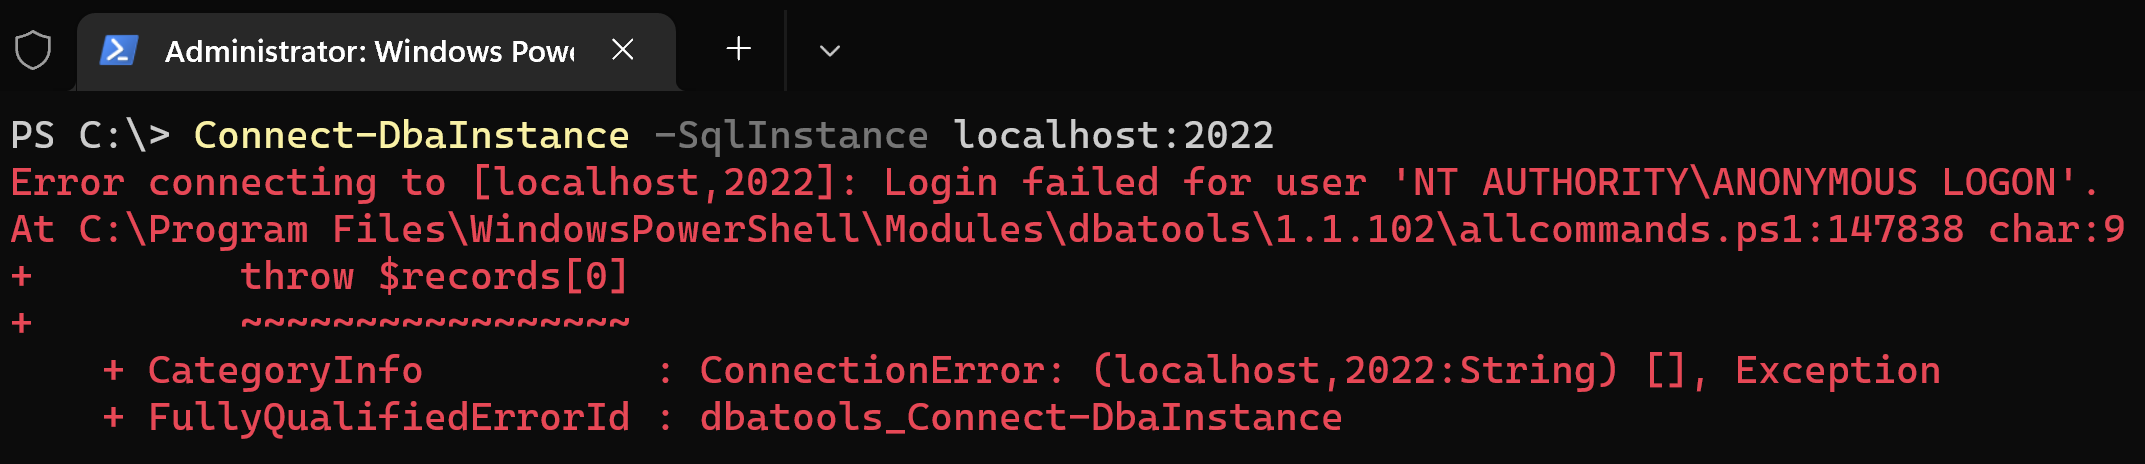 Administrator: Windows Powe
PS C:\> Connect-DbaInstance -SqlInstance localhost:2022
Error connecting to [localhost,2022]: Login failed for user 'NT AUTHORITY\ANONYMOUS LOGON'.
At C:\Program Files\WindowsPowerShell\Modules\dbatools\1.1.102\allcommands.ps1:147838 char:9
+         throw $records[0]
+         ~~~~~~~~~~~~~~~~~
    + CategoryInfo          : ConnectionError: (localhost,2022:String) [], Exception
    + FullyQualifiedErrorId : dbatools_Connect-DbaInstance